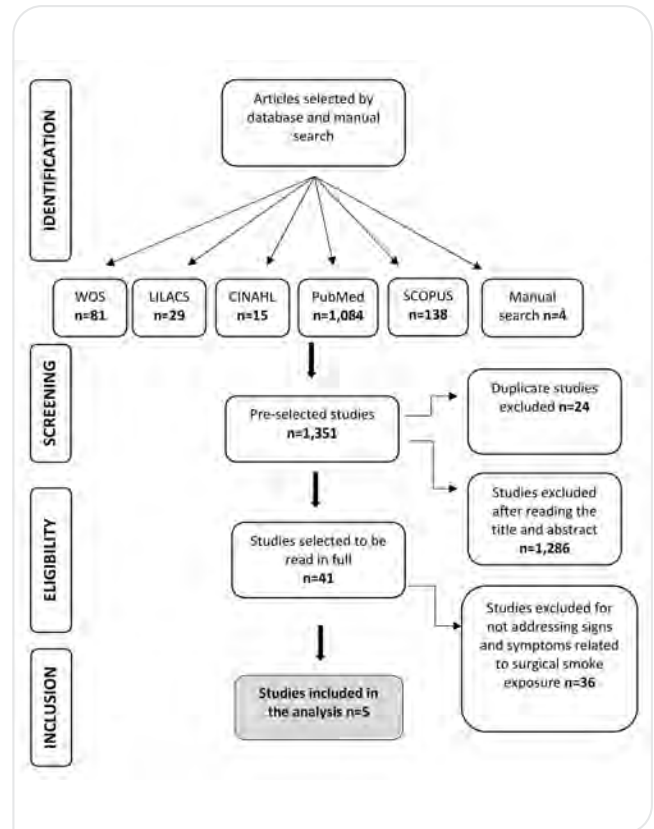 IDENTIFICATION
Articles selected by
database and manual
search
WOS
n=81
LILACS
n=29
CINAHL
n=15
PubMed
n=1,084
SCOPUS
n=138
Manual
search n=4
SCREENING
Pre-selected studies
n=1,351
Duplicate studies
excluded n=24
Studies excluded
after reading the
title and abstract
n=1,286
ELIGIBILITY
Studies selected to be
read in full
n=41
Studies excluded for
not addressing signs
and symptoms related
to surgical smoke
exposure n=36
INCLUSION
Studies included in
the analysis n=5